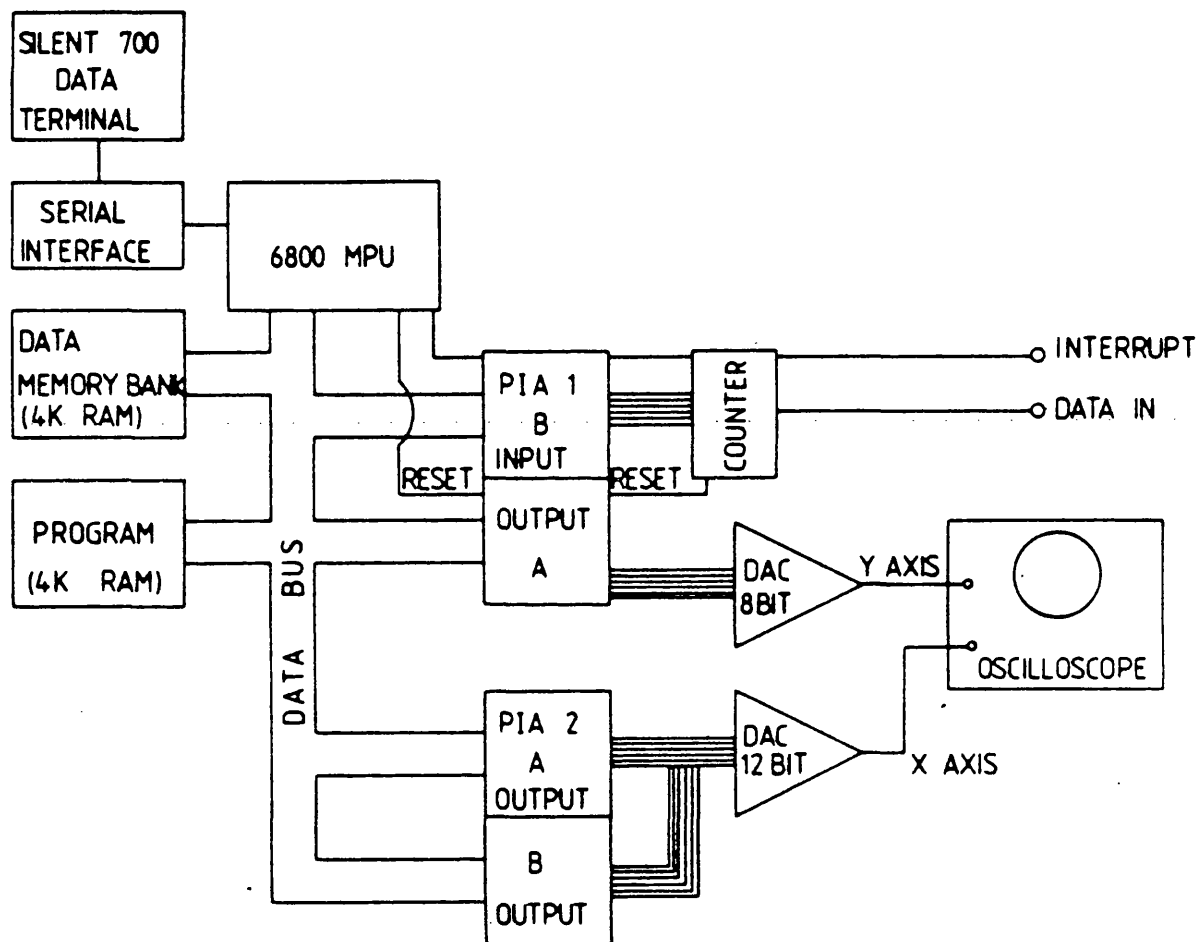 SILENT 700
DATA
TERMINAL
SERIAL
INTERFACE
6800 MPU
DATA
MEMORY BANK
(4K RAM)
PROGRAM
(4K RAM)
DATA BUS
PIA 1
B
INPUT
RESET
OUTPUT
A
RESET
COUNTER
INTERRUPT
DATA IN
DAC
8BIT
Y AXIS
OSCILLOSCOPE
PIA 2
A
OUTPUT
B
OUTPUT
DAC
12BIT
X AXIS